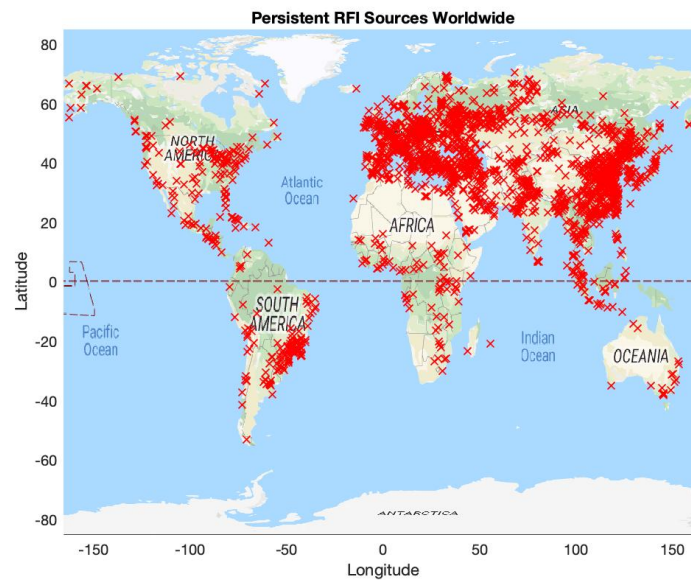 Persistent RFI Sources Worldwide
80
60
40
20
0
-20
-40
-60
-80
Latitude
NORTH
AMERICA
ASIA
Atlantic
Ocean
AFRICA
SOUTH
AMERICA
Pacific
Ocean
Indian
Ocean
OCEANIA
ANTARCTICA
-150
-100
-50
0
50
100
150
Longitude